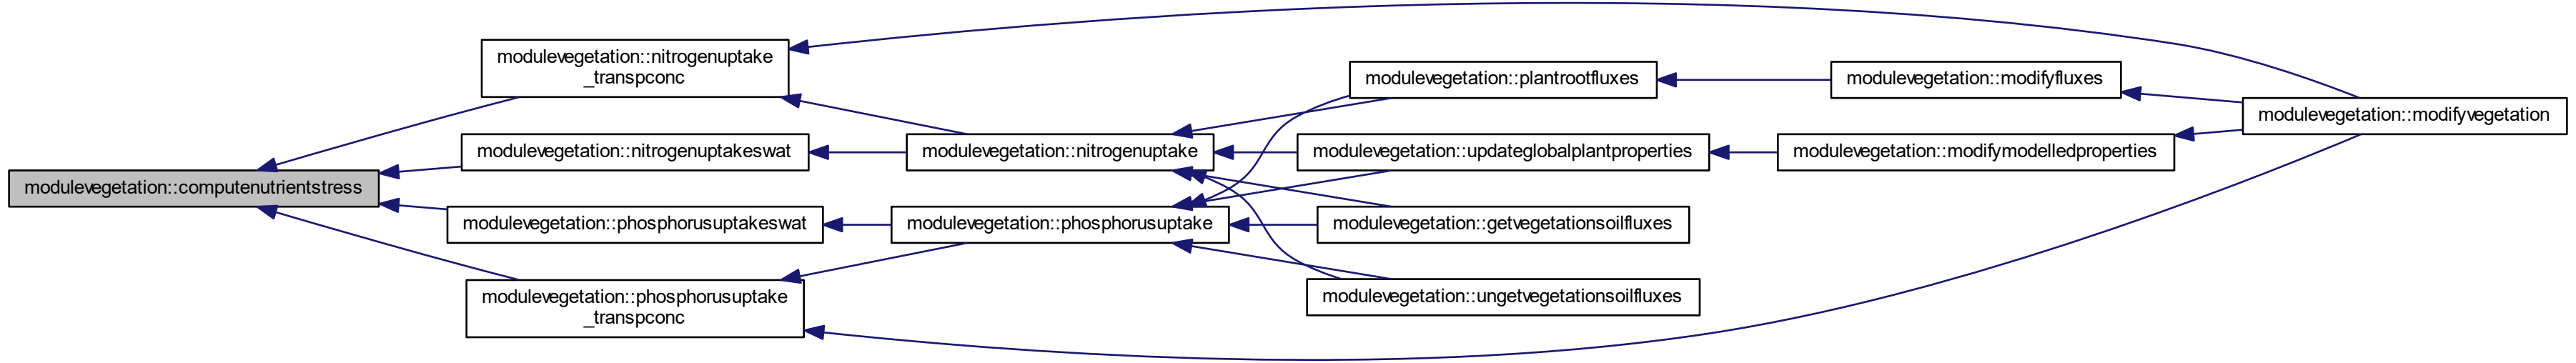 modulevegetation::computenutrientstress
modulevegetation::nitrogenuptake
_transpconc
modulevegetation::nitrogenuptakeswat
modulevegetation::phosphorusuptakeswat
modulevegetation::phosphorusuptake
_transpconc
modulevegetation::nitrogenuptake
modulevegetation::phosphorusuptake
modulevegetation::plantrootfluxes
modulevegetation::updateglobalplantproperties
modulevegetation::getvegetationsoilfluxes
modulevegetation::ungetvegetationsoilfluxes
modulevegetation::modifyfluxes
modulevegetation::modifymodelledproperties
modulevegetation::modifyvegetation